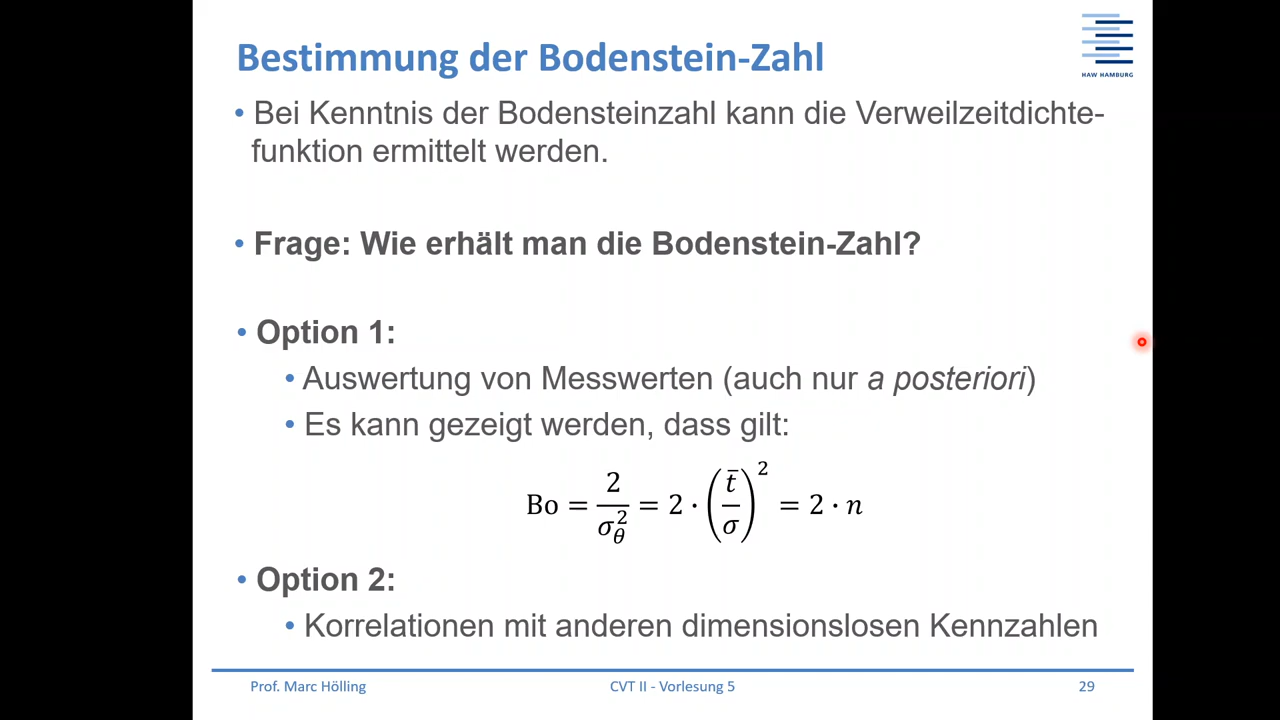 Bestimmung der Bodenstein-Zahl
HAW HAMBURG
• Bei Kenntnis der Bodensteinzahl kann die Verweilzeitdichte-
funktion ermittelt werden.
• Frage: Wie erhält man die Bodenstein-Zahl?
• Option 1:
• Auswertung von Messwerten (auch nur a posteriori)
• Es kann gezeigt werden, dass gilt:
Bo = 2/σ_θ^2 = 2 · (t̄/σ)^2 = 2 · n
• Option 2:
• Korrelationen mit anderen dimensionslosen Kennzahlen
Prof. Marc Hölling CVT II - Vorlesung 5 29